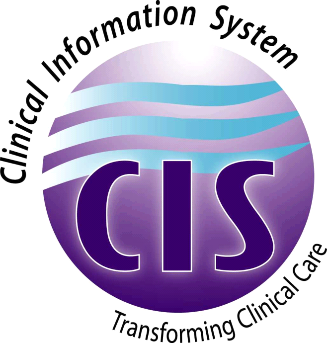 Clinical Information System
CIS
Transforming Clinical Care